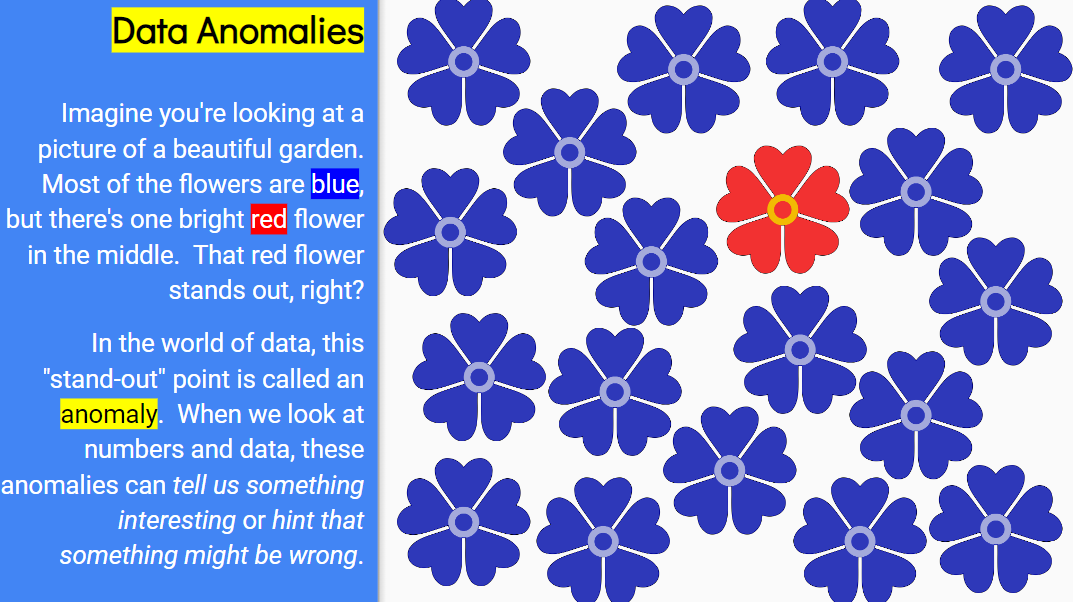 Data Anomalies
Imagine you're looking at a
picture of a beautiful garden.
Most of the flowers are blue,
but there's one bright red flower
in the middle.  That red flower
stands out, right?
In the world of data, this
"stand-out" point is called an
anomaly.  When we look at
numbers and data, these
anomalies can tell us something
interesting or hint that
something might be wrong.